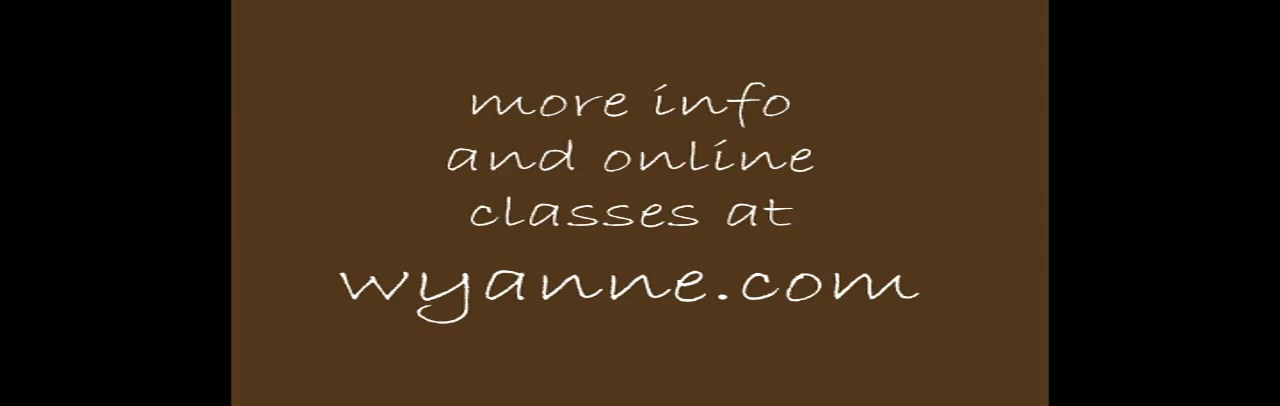 more info
and online
classes at
wyanne.com